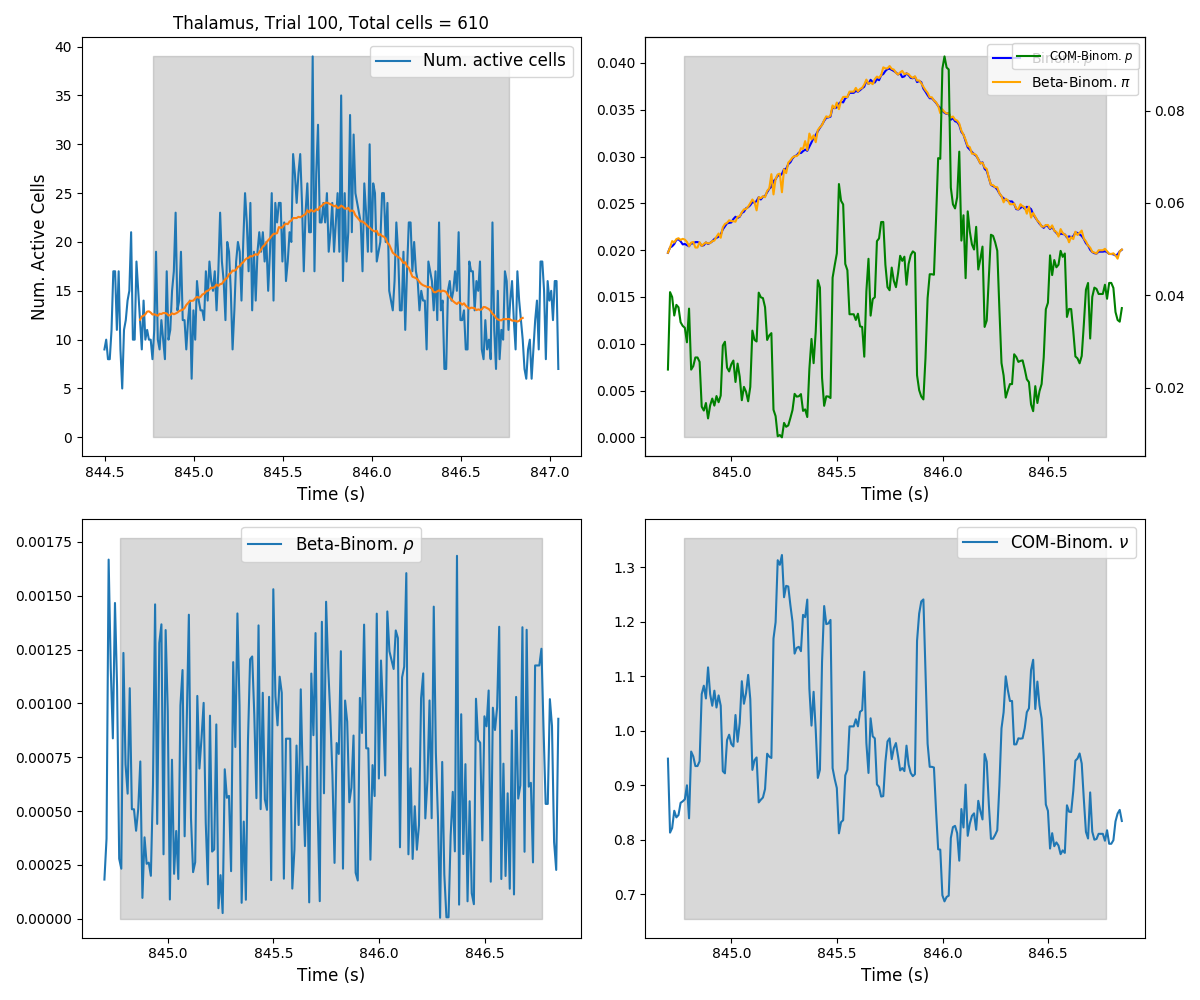 Thalamus, Trial 100, Total cells = 610
Num. active cells
Num. Active Cells
40
35
30
25
20
15
10
5
0
844.5 845.0 845.5 846.0 846.5 847.0
Time (s)
COM-Binom. p
Binom. p
Beta-Binom. π
0.040
0.035
0.030
0.025
0.020
0.015
0.010
0.005
0.000
0.08
0.06
0.04
0.02
845.0 845.5 846.0 846.5
Time (s)
Beta-Binom. ρ
0.00175
0.00150
0.00125
0.00100
0.00075
0.00050
0.00025
0.00000
845.0 845.5 846.0 846.5
Time (s)
COM-Binom. ν
1.3
1.2
1.1
1.0
0.9
0.8
0.7
845.0 845.5 846.0 846.5
Time (s)